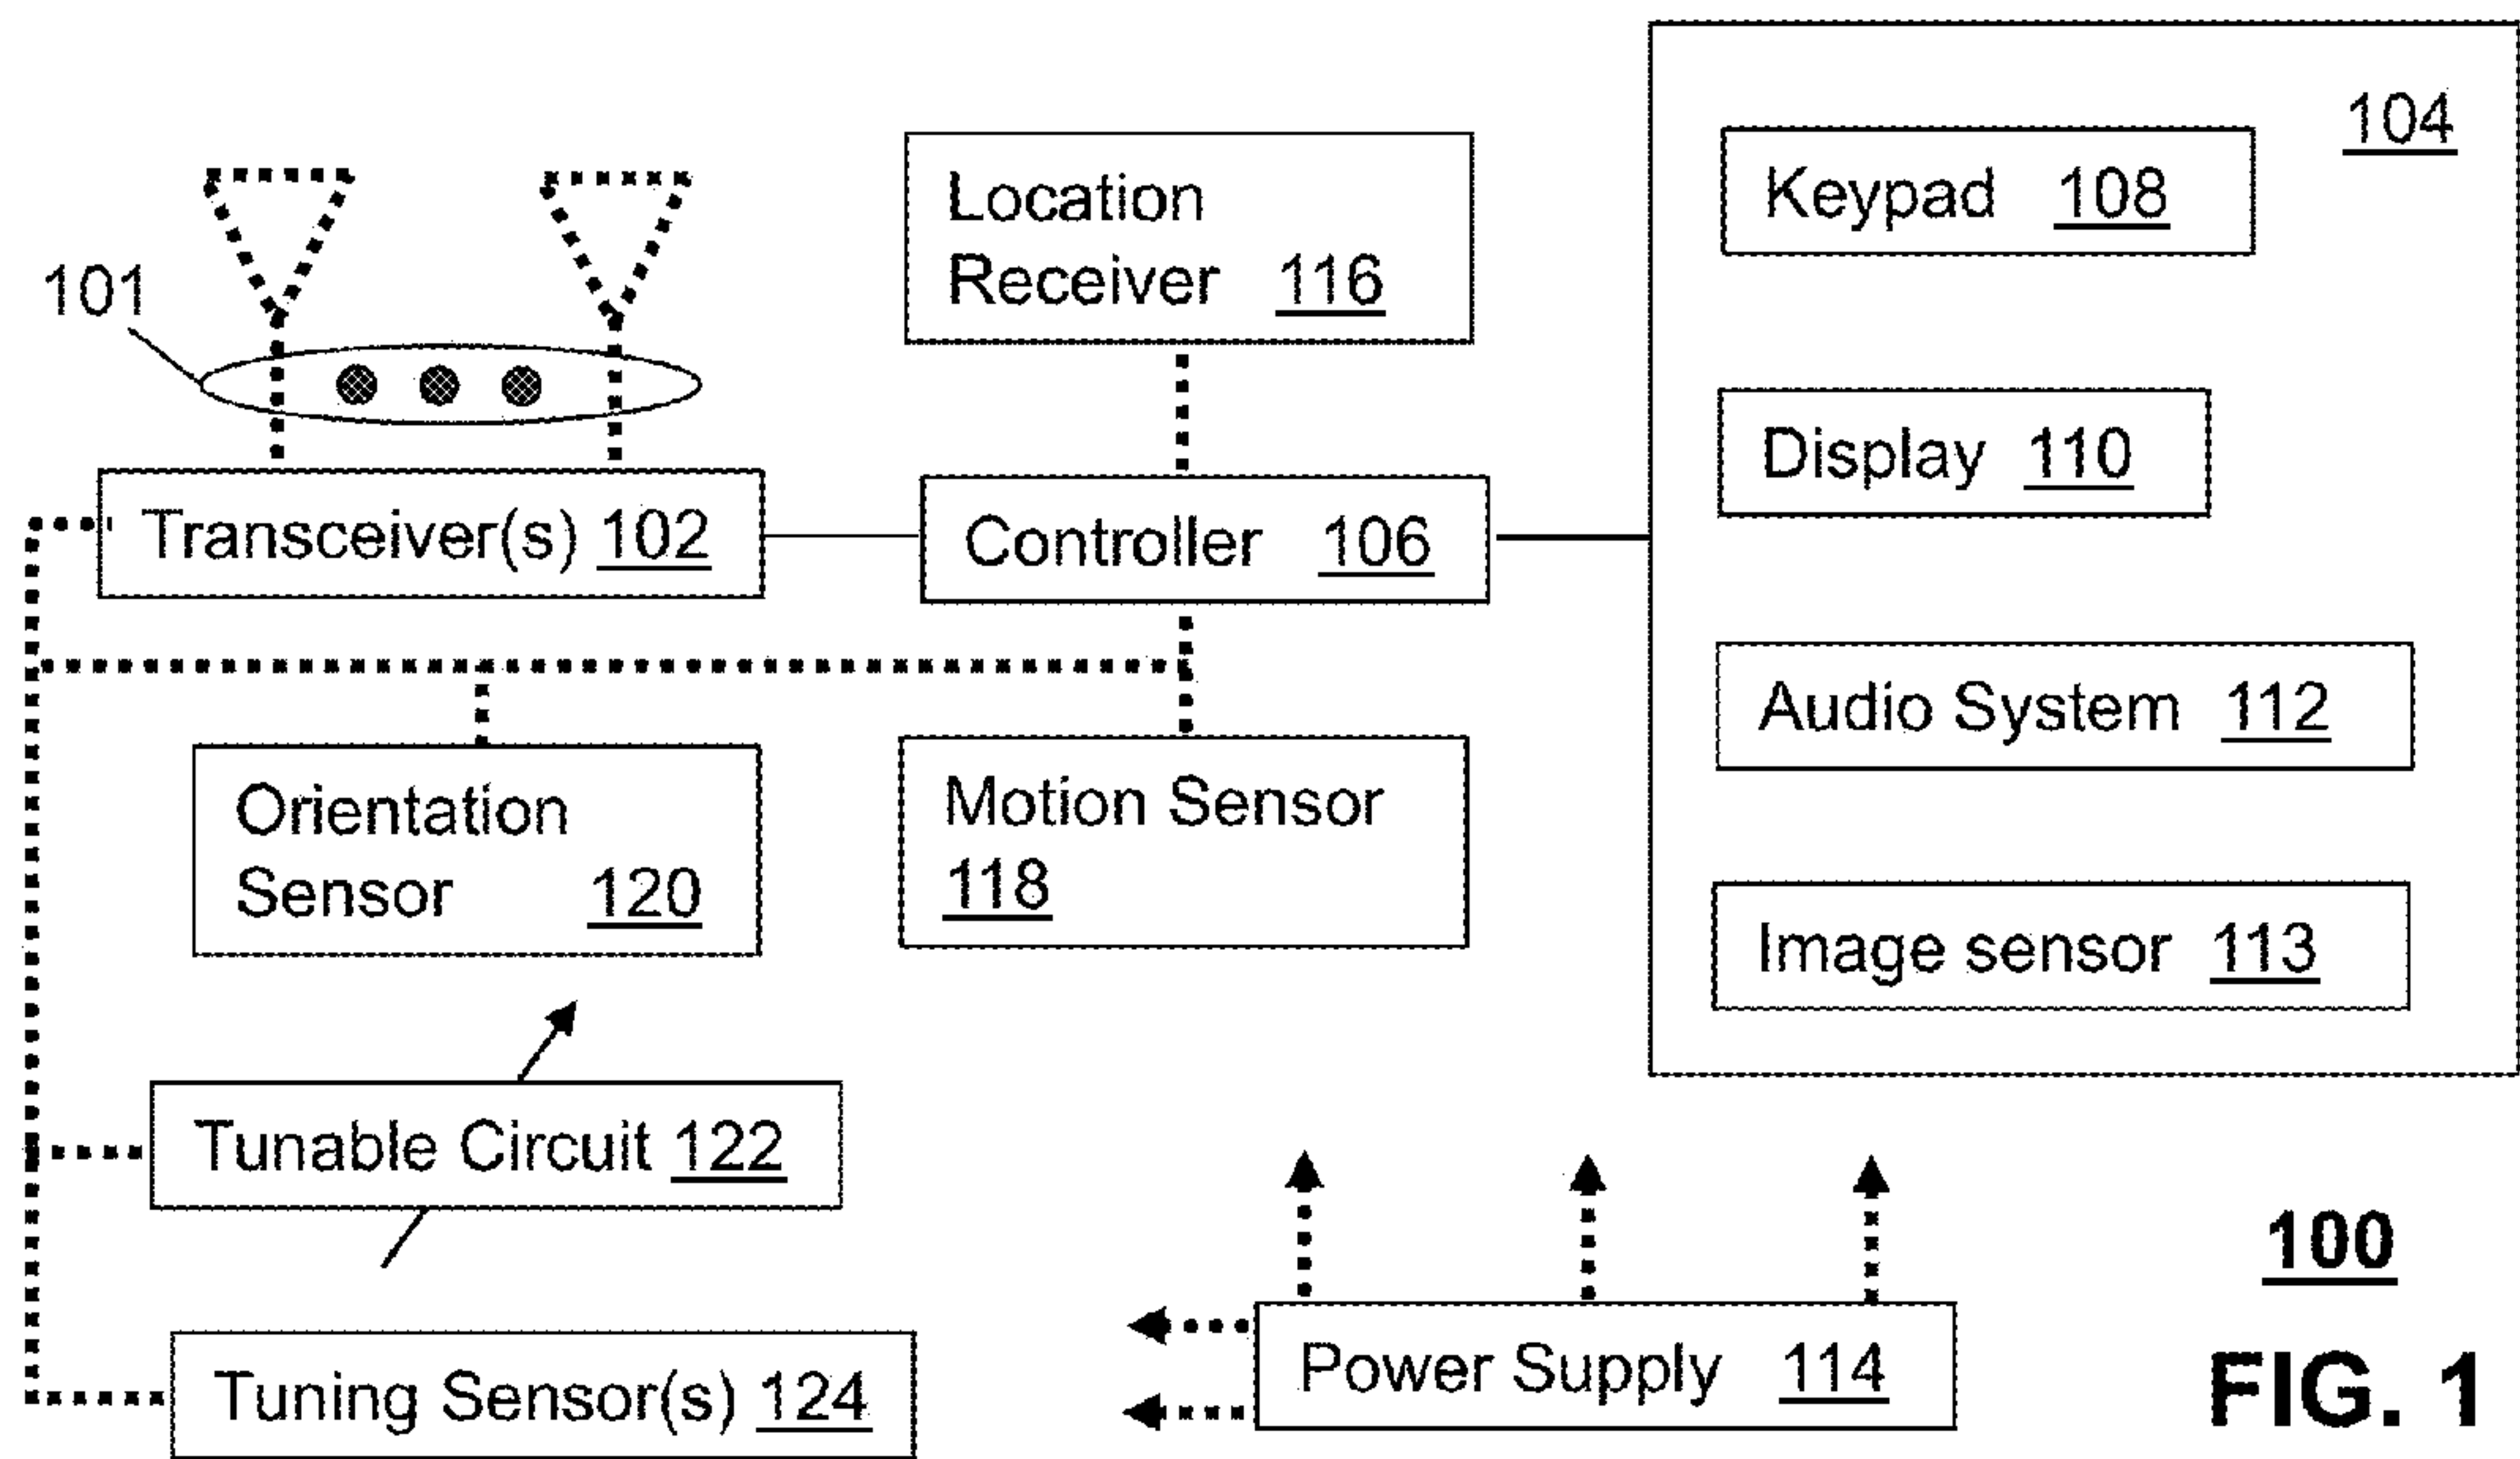 104
Keypad 108
Location
Receiver 116
101
Display 110
Transceiver(s) 102
Controller 106
Audio System 112
Orientation
Sensor 120
Motion Sensor
118
Image sensor 113
Tunable Circuit 122
Tuning Sensor(s) 124
Power Supply 114
100
FIG. 1